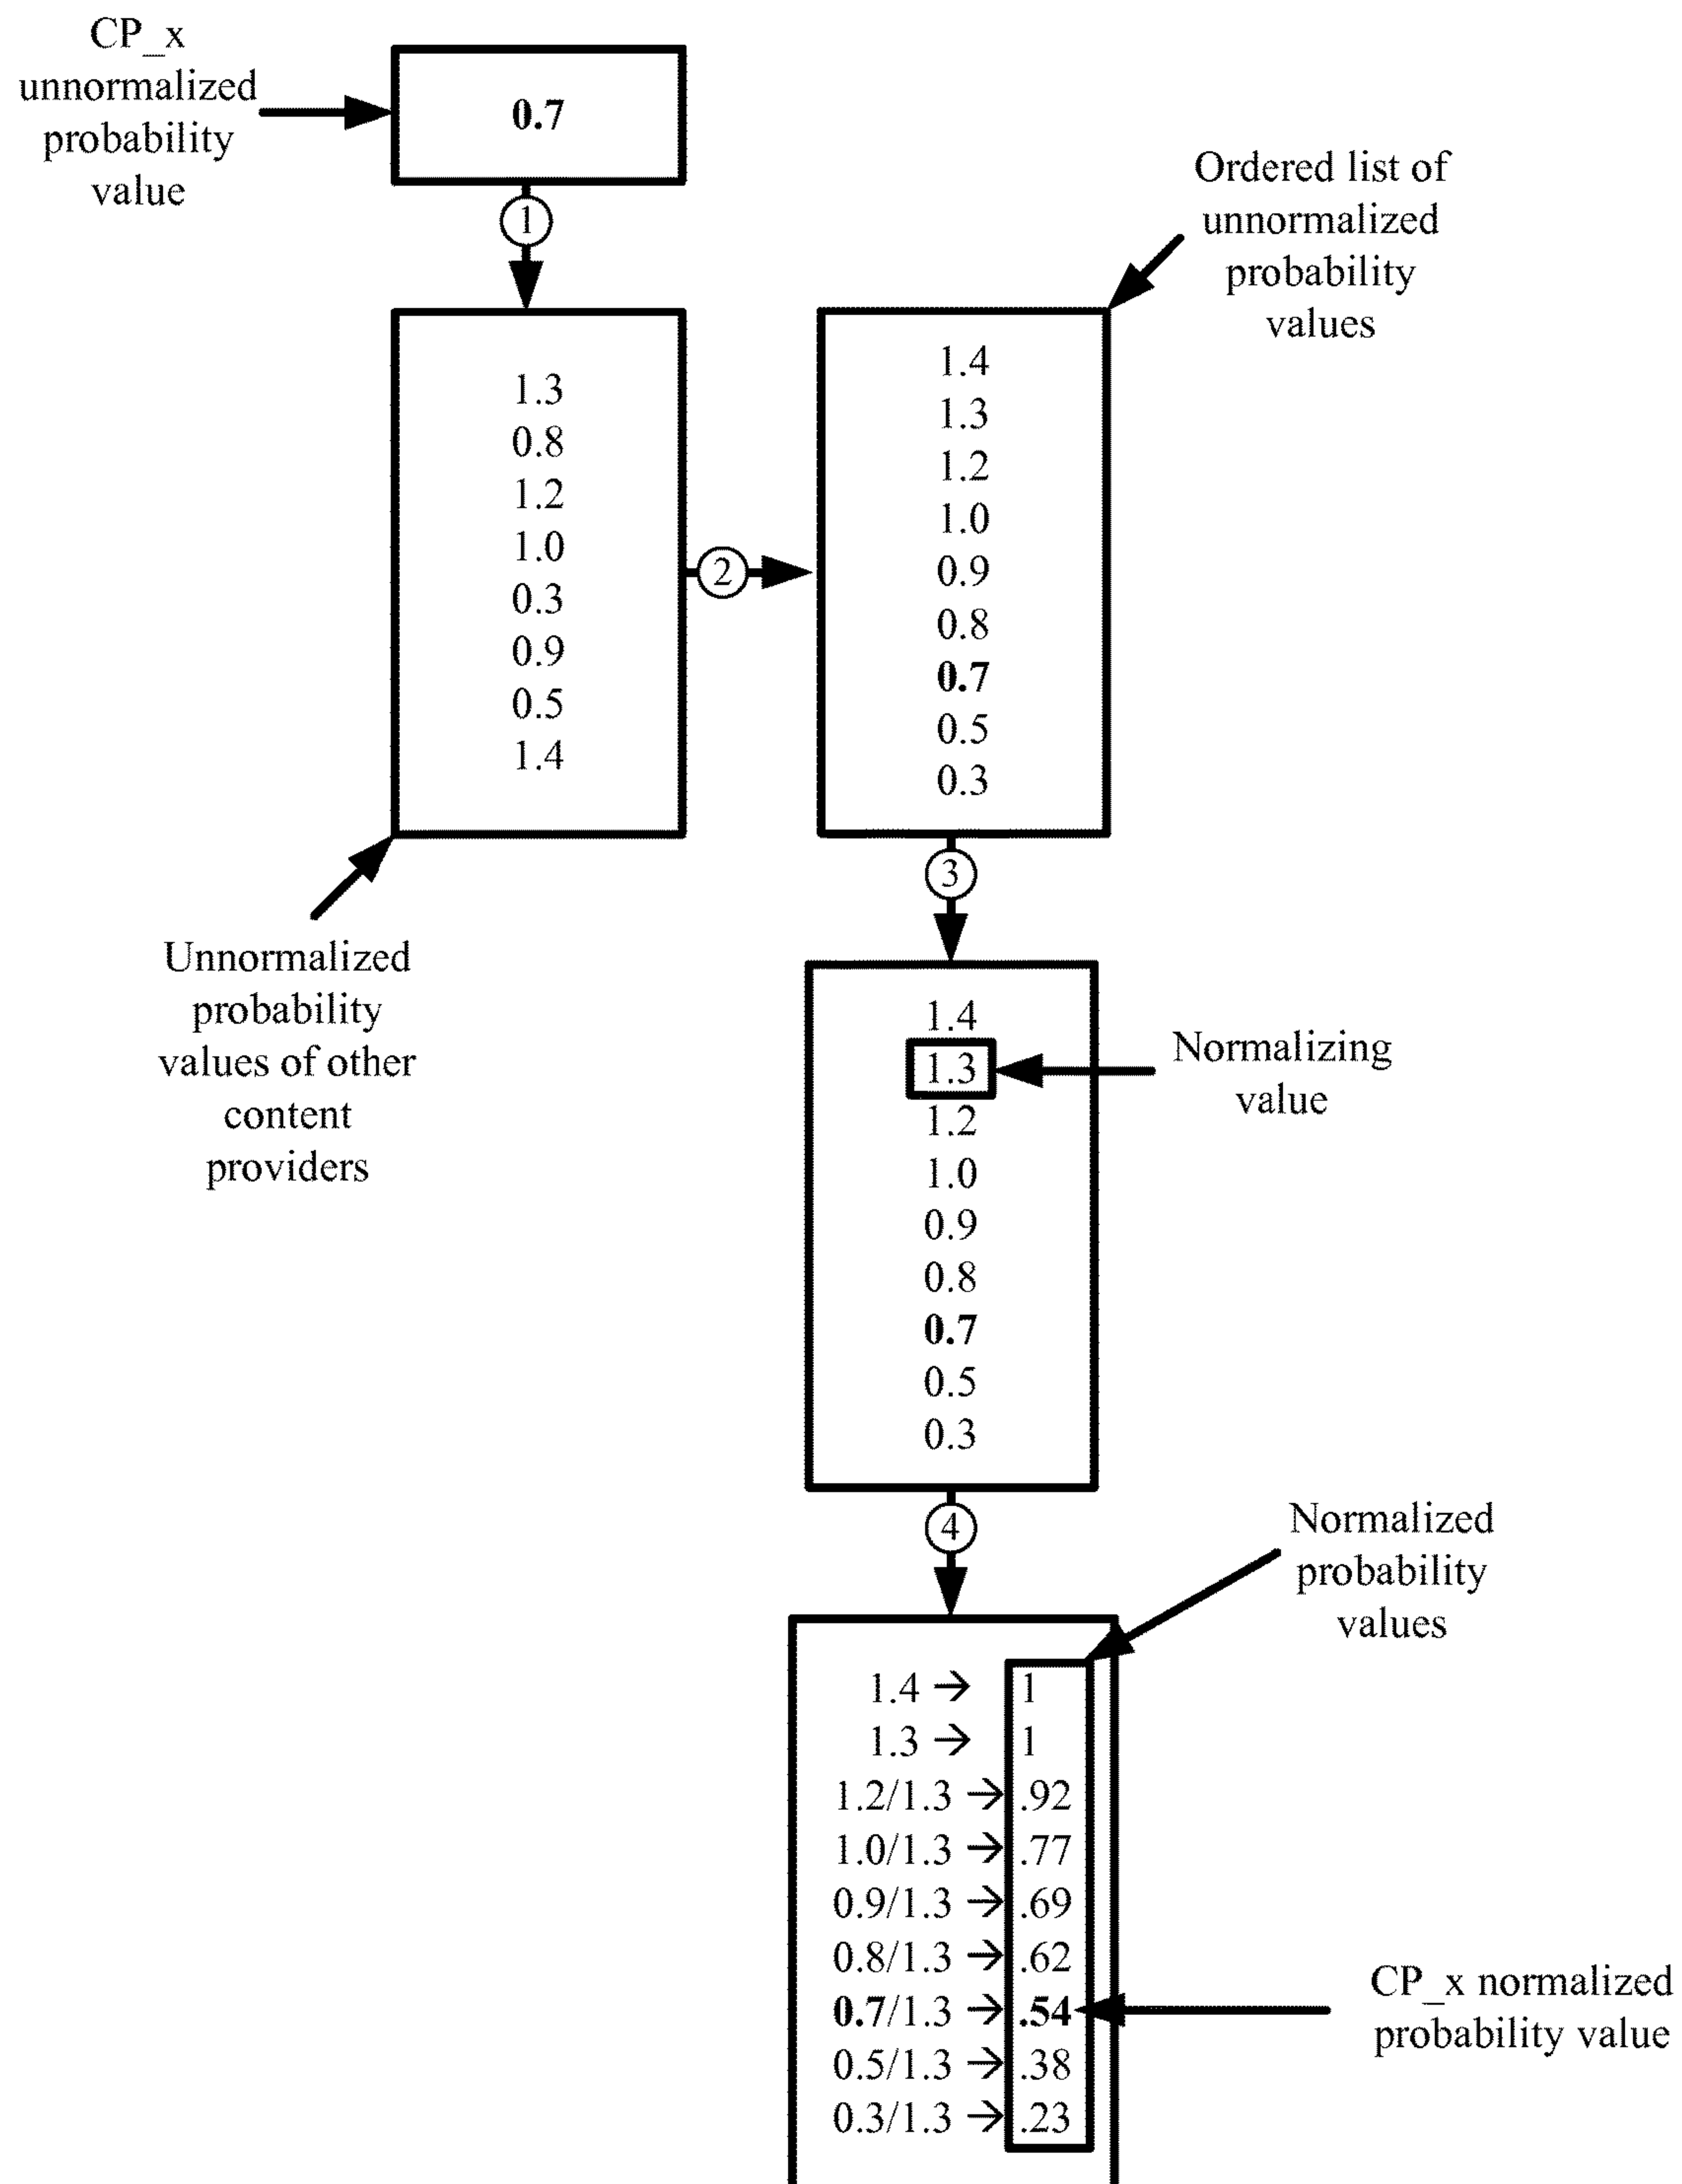 CP_x
unnormalized
probability
value
0.7
1
Ordered list of
unnormalized
probability
values
1.3
0.8
1.2
1.0
0.3
0.9
0.5
1.4
2
1.4
1.3
1.2
1.0
0.9
0.8
0.7
0.5
0.3
Unnormalized
probability
values of other
content
providers
3
1.4
1.3
1.2
1.0
0.9
0.8
0.7
0.5
0.3
Normalizing
value
4
Normalized
probability
values
1.4 → 1
1.3 → 1
1.2/1.3 → .92
1.0/1.3 → .77
0.9/1.3 → .69
0.8/1.3 → .62
0.7/1.3 → .54
0.5/1.3 → .38
0.3/1.3 → .23
CP_x normalized
probability value